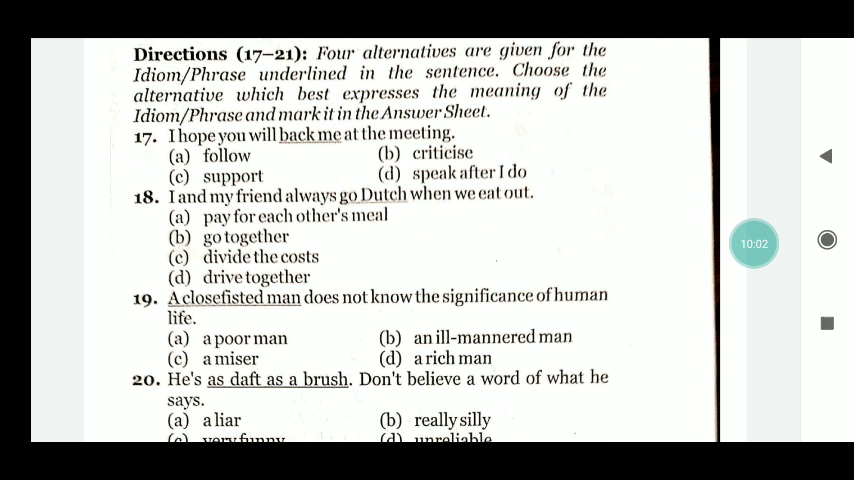 Directions (17–21): Four alternatives are given for the
Idiom/Phrase underlined in the sentence. Choose the
alternative which best expresses the meaning of the
Idiom/Phrase and mark it in the Answer Sheet.
17. I hope you will back me at the meeting.
(a) follow (b) criticise
(c) support (d) speak after I do
18. I and my friend always go Dutch when we eat out.
(a) pay for each other's meal
(b) go together
(c) divide the costs
(d) drive together
19. A closefisted man does not know the significance of human
life.
(a) a poor man (b) an ill-mannered man
(c) a miser (d) a rich man
20. He's as daft as a brush. Don't believe a word of what he
says.
(a) a liar (b) really silly
(c) very funny (d) unreliable
10:02